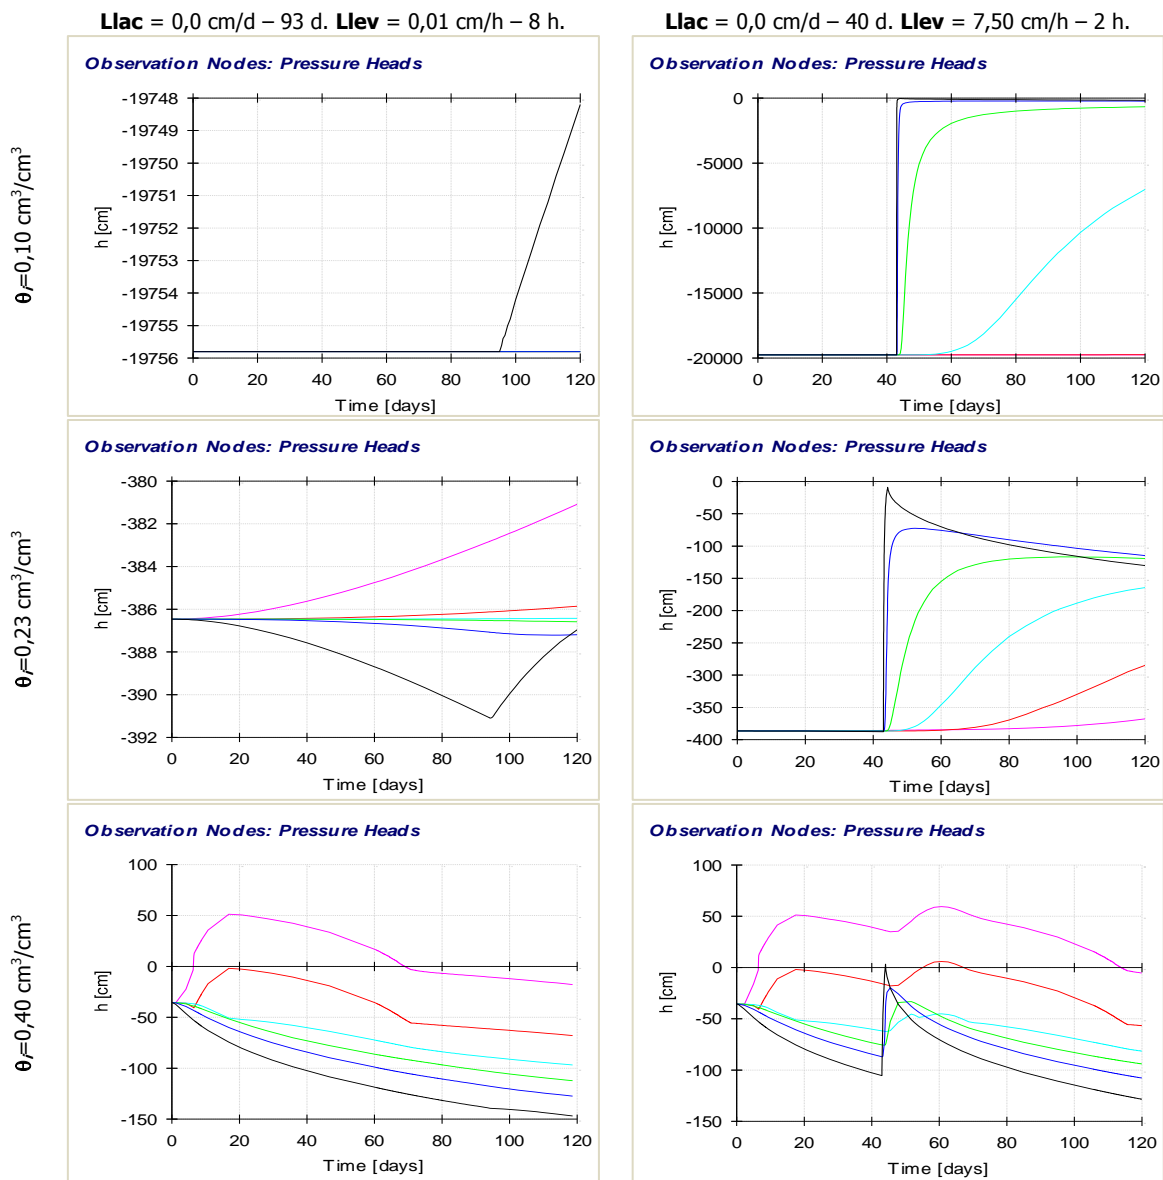 Llac = 0,0 cm/d – 93 d. Llev = 0,01 cm/h – 8 h.
Llac = 0,0 cm/d – 40 d. Llev = 7,50 cm/h – 2 h.
θi=0,10 cm³/cm³
Observation Nodes: Pressure Heads
h [cm]
-19748
-19749
-19750
-19751
-19752
-19753
-19754
-19755
-19756
0 20 40 60 80 100 120
Time [days]
Observation Nodes: Pressure Heads
h [cm]
0
-5000
-10000
-15000
-20000
0 20 40 60 80 100 120
Time [days]
θi=0,23 cm³/cm³
Observation Nodes: Pressure Heads
h [cm]
-380
-382
-384
-386
-387
-390
-392
0 20 40 60 80 100 120
Time [days]
Observation Nodes: Pressure Heads
h [cm]
0
-50
-100
-150
-200
-250
-300
-350
-400
0 20 40 60 80 100 120
Time [days]
θi=0,40 cm³/cm³
Observation Nodes: Pressure Heads
h [cm]
100
50
0
-50
-100
-150
0 20 40 60 80 100 120
Time [days]
Observation Nodes: Pressure Heads
h [cm]
100
50
0
-50
-100
-150
0 20 40 60 80 100 120
Time [days]